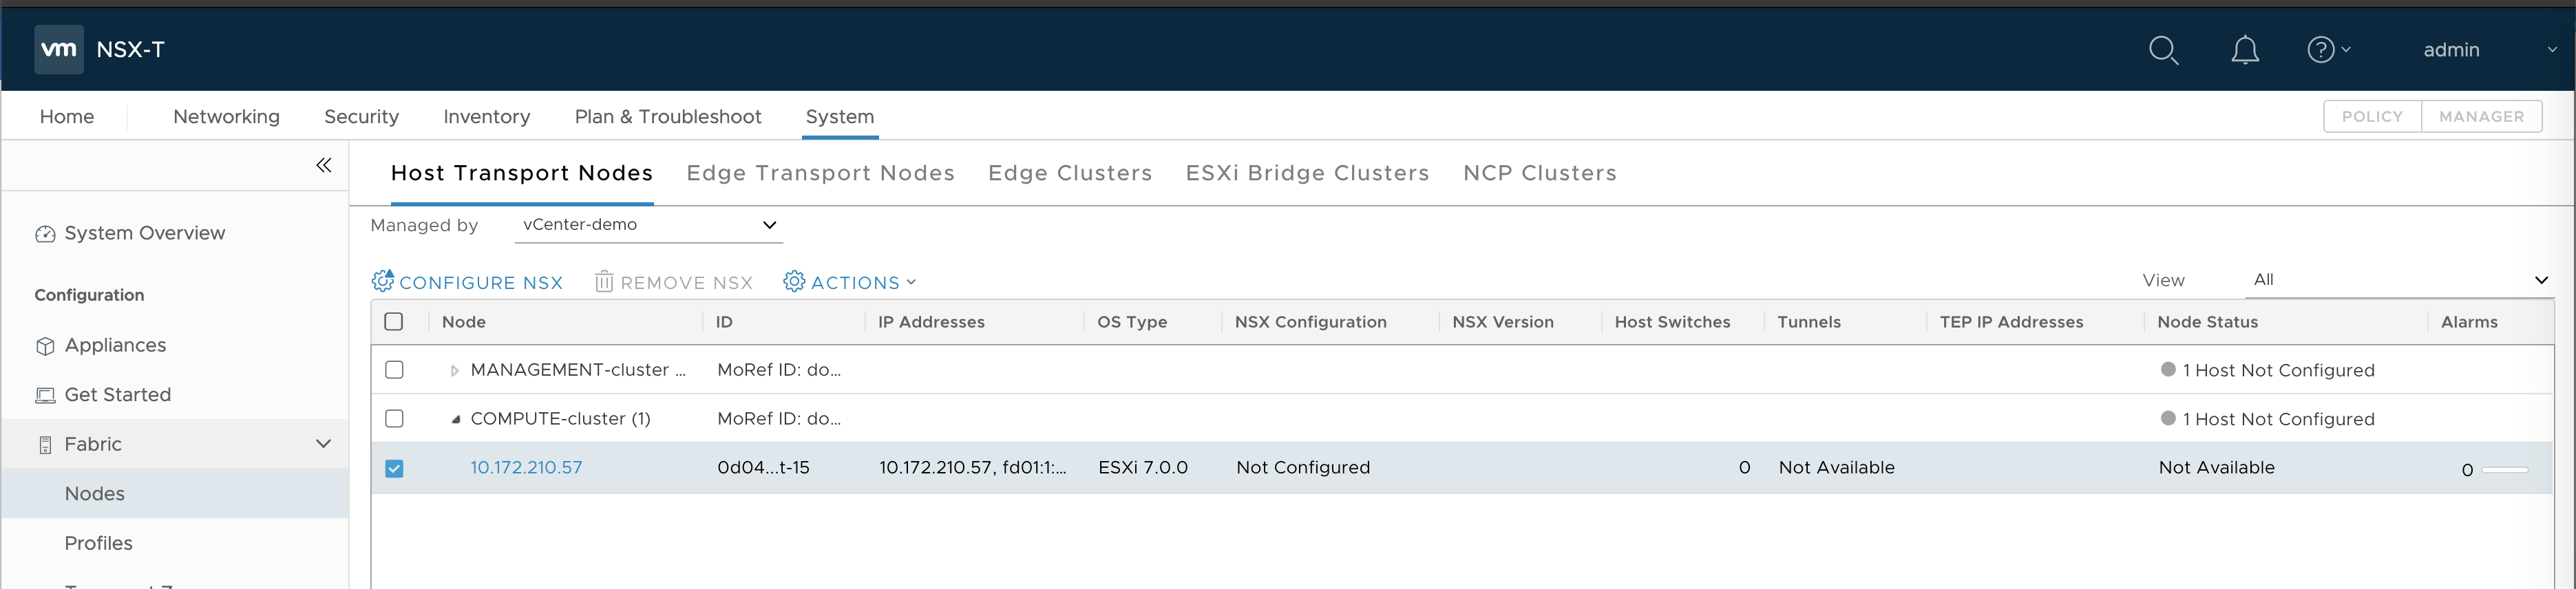 vm NSX-T admin
Home Networking Security Inventory Plan & Troubleshoot System POLICY MANAGER
Host Transport Nodes Edge Transport Nodes Edge Clusters ESXi Bridge Clusters NCP Clusters
Managed by vCenter-demo
System Overview
CONFIGURE NSX REMOVE NSX ACTIONS View All
Configuration
Node ID IP Addresses OS Type NSX Configuration NSX Version Host Switches Tunnels TEP IP Addresses Node Status Alarms
Appliances
MANAGEMENT-cluster ... MoRef ID: do... 1 Host Not Configured
Get Started
COMPUTE-cluster (1) MoRef ID: do... 1 Host Not Configured
Fabric
10.172.210.57 0d04...t-15 10.172.210.57, fd01:1:... ESXi 7.0.0 Not Configured 0 Not Available Not Available 0
Nodes
Profiles